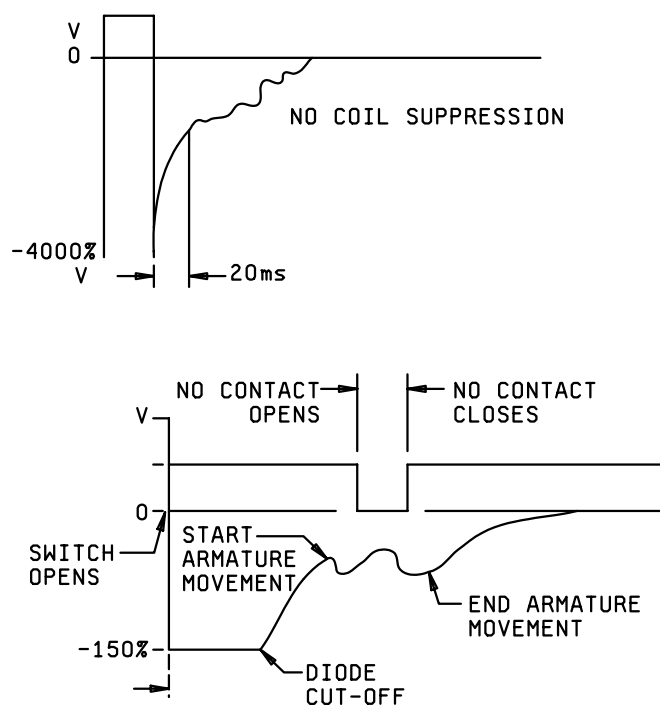 V
0
NO COIL SUPPRESSION
-4000%
V
20ms
NO CONTACT
OPENS
NO CONTACT
CLOSES
V
0
START
ARMATURE
MOVEMENT
SWITCH
OPENS
END ARMATURE
MOVEMENT
-150%
DIODE
CUT-OFF